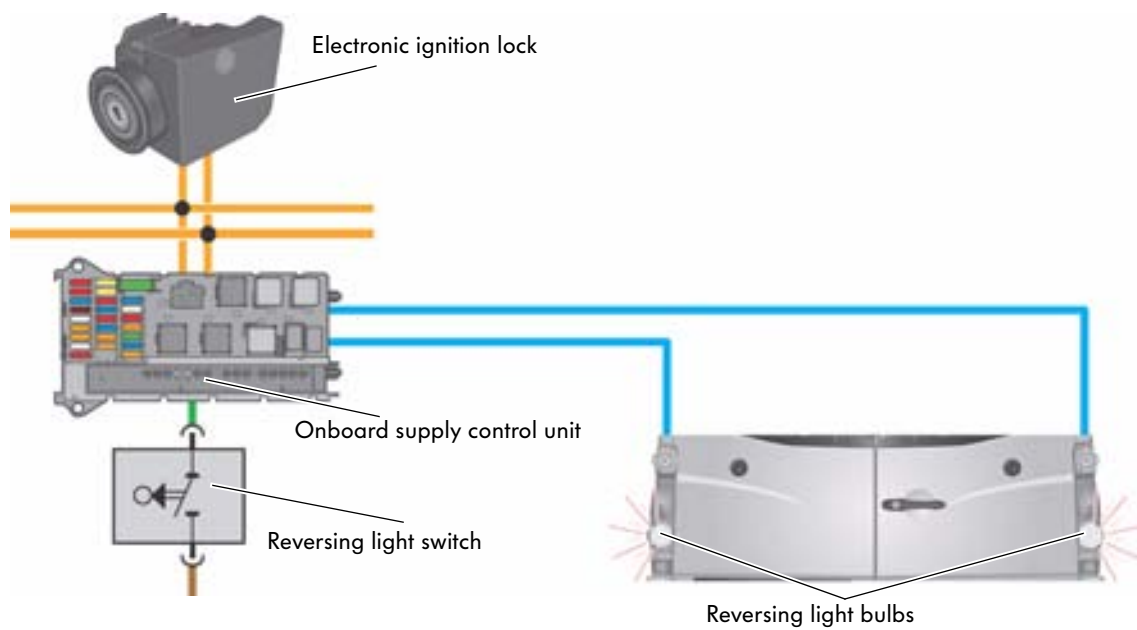 Electronic ignition lock
Onboard supply control unit
Reversing light switch
Reversing light bulbs